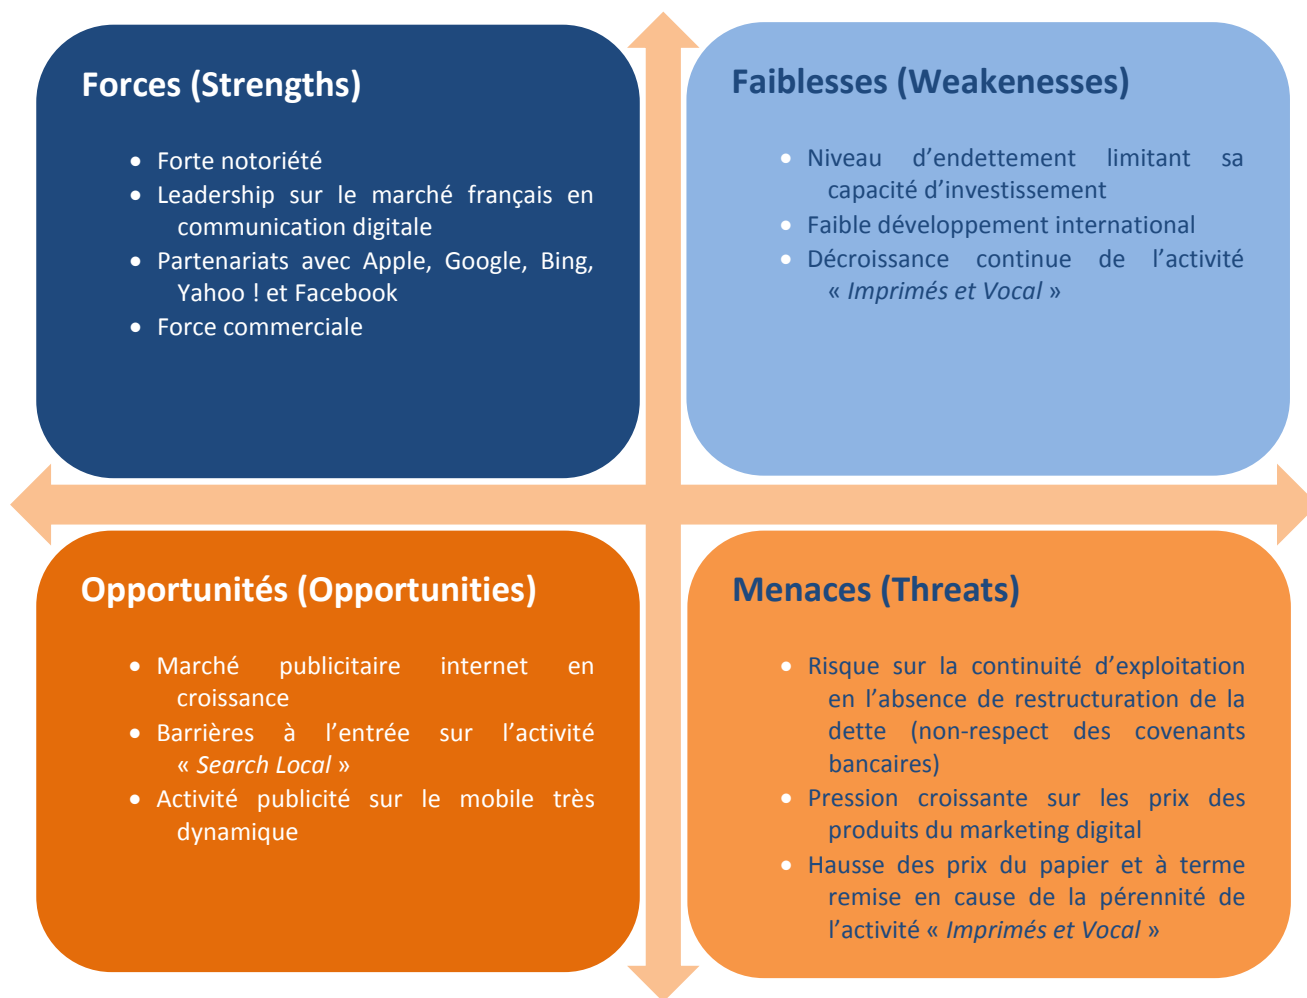 Forces (Strengths)
• Forte notoriété
• Leadership sur le marché français en
communication digitale
• Partenariats avec Apple, Google, Bing,
Yahoo ! et Facebook
• Force commerciale
Faiblesses (Weakenesses)
• Niveau d’endettement limitant sa
capacité d’investissement
• Faible développement international
• Décroissance continue de l’activité
« Imprimés et Vocal »
Opportunités (Opportunities)
• Marché publicitaire internet en
croissance
• Barrières à l’entrée sur l’activité
« Search Local »
• Activité publicité sur le mobile très
dynamique
Menaces (Threats)
• Risque sur la continuité d’exploitation
en l’absence de restructuration de la
dette (non-respect des covenants
bancaires)
• Pression croissante sur les prix des
produits du marketing digital
• Hausse des prix du papier et à terme
remise en cause de la pérennité de
l’activité « Imprimés et Vocal »